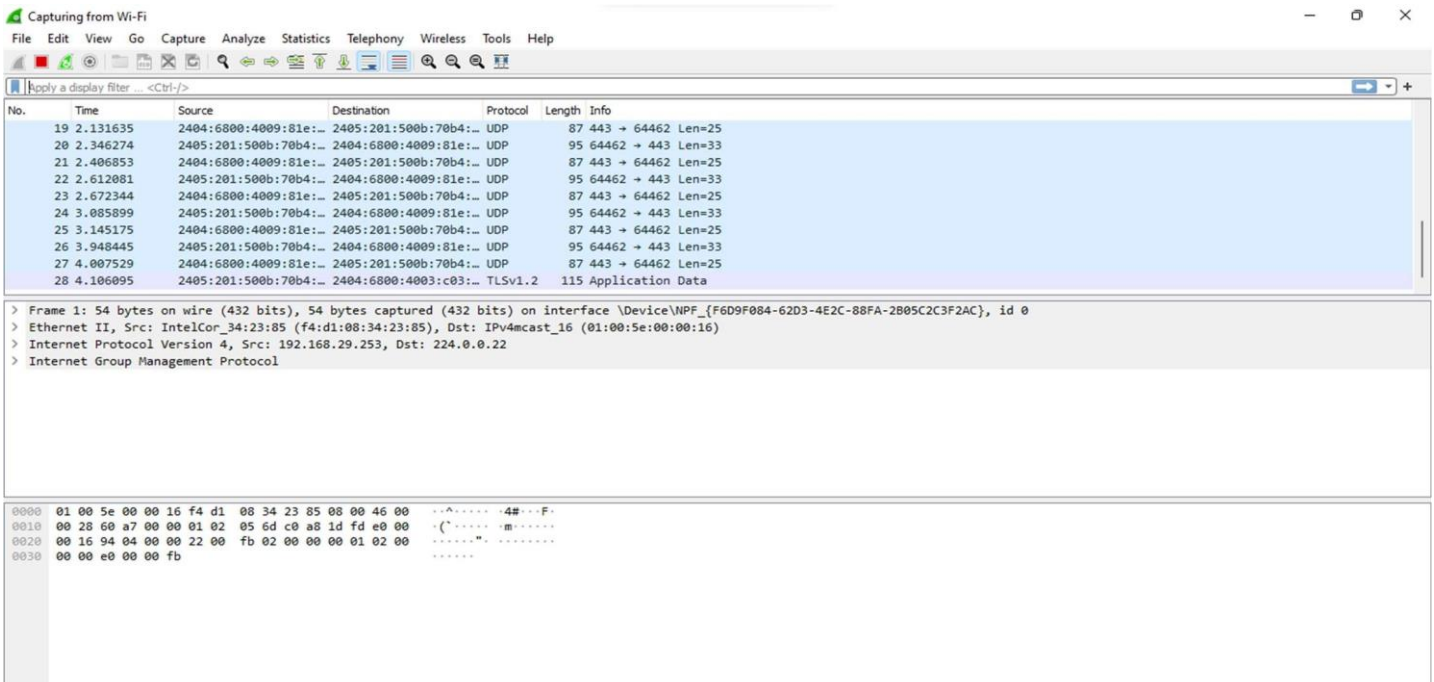 Capturing from Wi-Fi
File Edit View Go Capture Analyze Statistics Telephony Wireless Tools Help
Apply a display filter ... <Ctrl-/>
No. Time Source Destination Protocol Length Info
19 2.131635 2404:6800:4009:81e:… 2405:201:500b:70b4:… UDP 87 443 → 64462 Len=25
20 2.346274 2405:201:500b:70b4:… 2404:6800:4009:81e:… UDP 95 64462 → 443 Len=33
21 2.406853 2404:6800:4009:81e:… 2405:201:500b:70b4:… UDP 87 443 → 64462 Len=25
22 2.612081 2405:201:500b:70b4:… 2404:6800:4009:81e:… UDP 95 64462 → 443 Len=33
23 2.672344 2404:6800:4009:81e:… 2405:201:500b:70b4:… UDP 87 443 → 64462 Len=25
24 3.085899 2405:201:500b:70b4:… 2404:6800:4009:81e:… UDP 95 64462 → 443 Len=33
25 3.145175 2404:6800:4009:81e:… 2405:201:500b:70b4:… UDP 87 443 → 64462 Len=25
26 3.948445 2405:201:500b:70b4:… 2404:6800:4009:81e:… UDP 95 64462 → 443 Len=33
27 4.007529 2404:6800:4009:81e:… 2405:201:500b:70b4:… UDP 87 443 → 64462 Len=25
28 4.106095 2405:201:500b:70b4:… 2404:6800:4003:c03:… TLSv1.2 115 Application Data
> Frame 1: 54 bytes on wire (432 bits), 54 bytes captured (432 bits) on interface \Device\NPF_{F6D9F084-62D3-4E2C-88FA-2B05C2C3F2AC}, id 0
> Ethernet II, Src: IntelCor_34:23:85 (f4:d1:08:34:23:85), Dst: IPv4mcast_16 (01:00:5e:00:00:16)
> Internet Protocol Version 4, Src: 192.168.29.253, Dst: 224.0.0.22
> Internet Group Management Protocol
0000 01 00 5e 00 00 16 f4 d1 08 34 23 85 08 00 46 00 ··^····· ·4#···F·
0010 00 28 60 a7 00 00 01 02 05 6d c0 a8 1d fd e0 00 ·(`····· ·m······
0020 00 16 94 04 00 00 22 00 fb 02 00 00 00 01 02 00 ······"· ········
0030 00 00 e0 00 00 fb ······